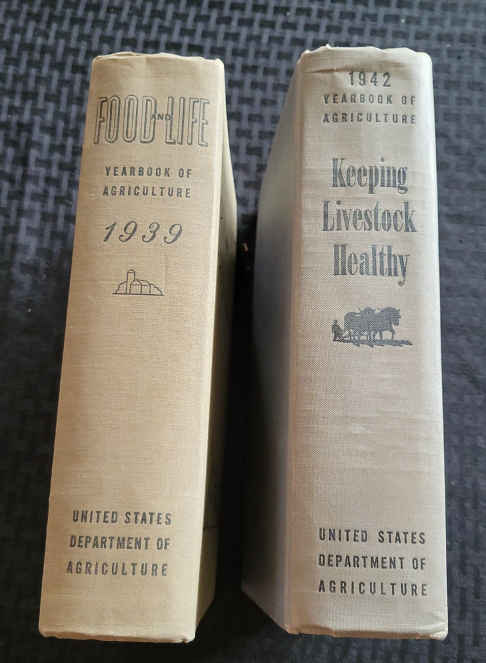 FOOD AND LIFE
YEARBOOK OF
AGRICULTURE
1939
UNITED STATES
DEPARTMENT OF
AGRICULTURE
1942
YEARBOOK OF
AGRICULTURE
Keeping
Livestock
Healthy
UNITED STATES
DEPARTMENT OF
AGRICULTURE